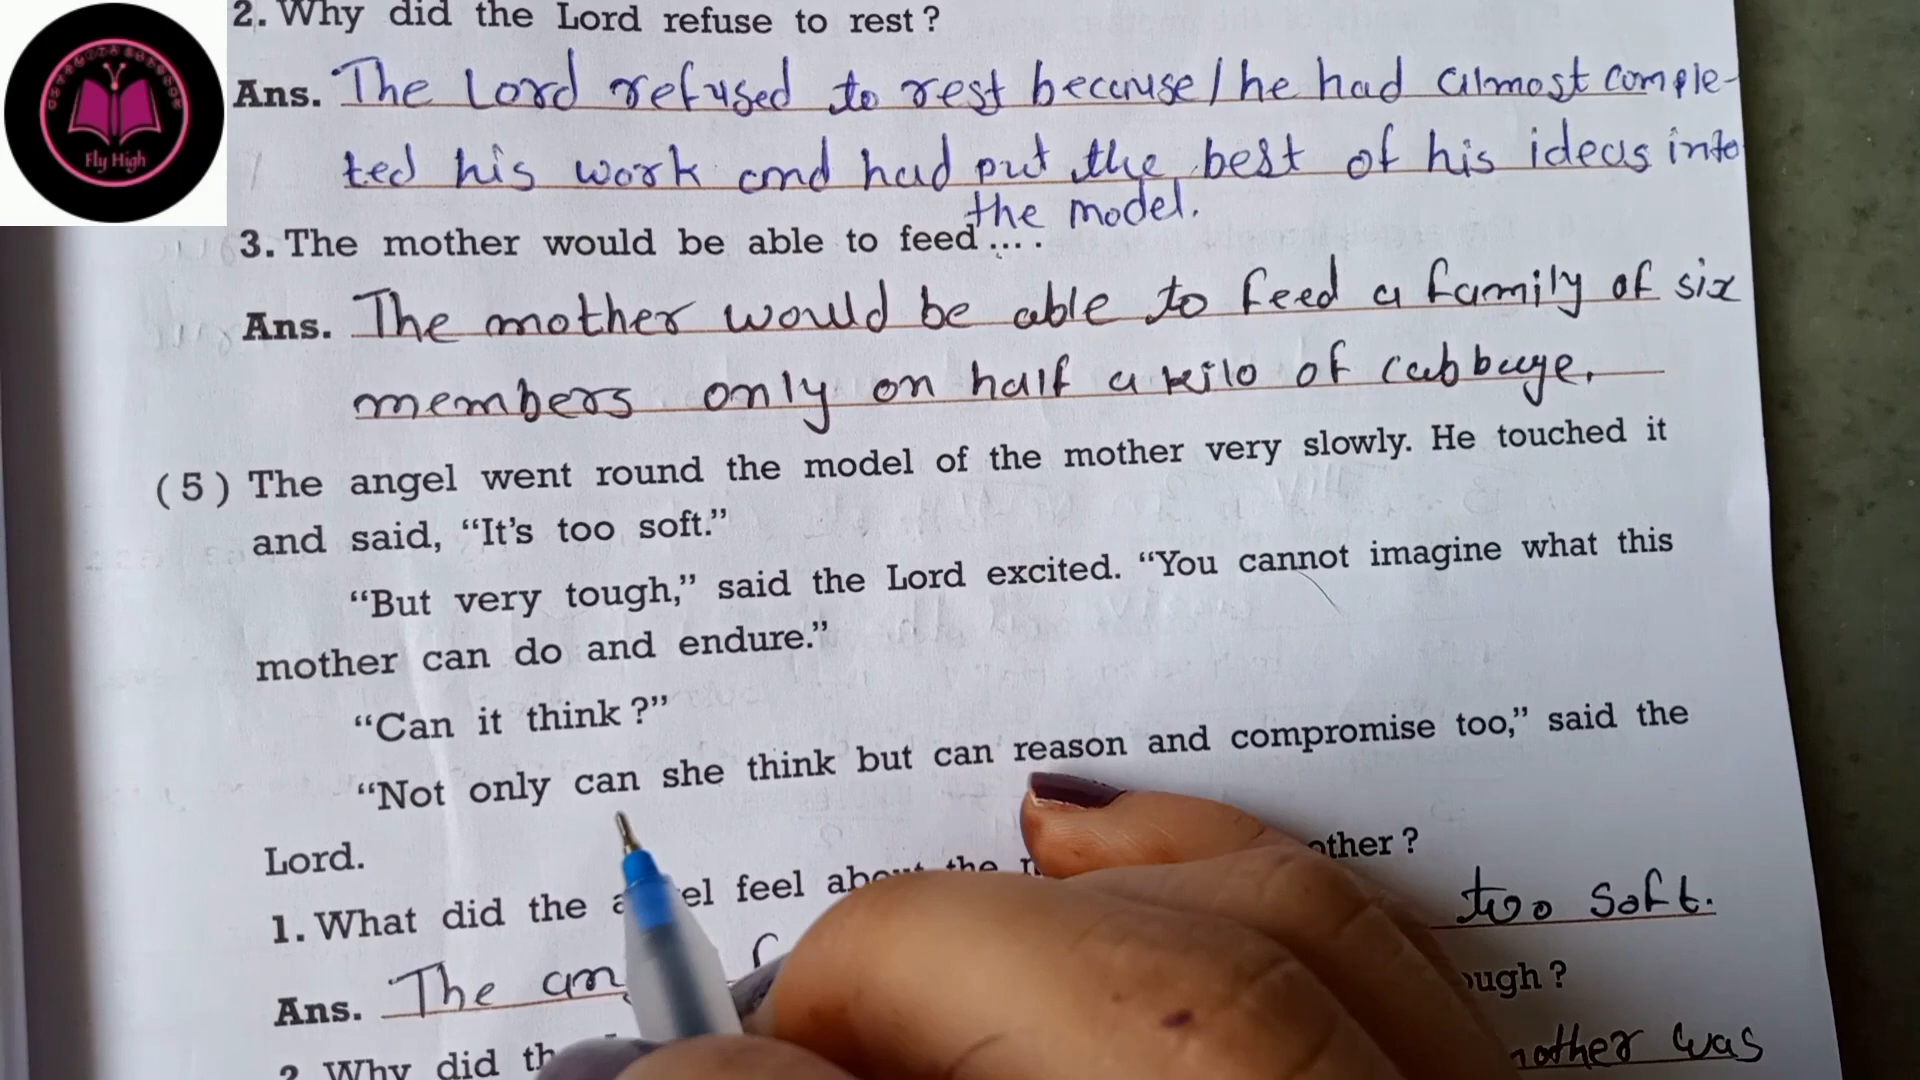 2. Why did the Lord refuse to rest ?
Fly High
Ans. The Lord refused to rest because / he had almost comple-
ted his work and had put the best of his ideas into
the model.
3. The mother would be able to feed .... 
Ans. The mother would be able to feed a family of six
members only on half a kilo of cabbage.
( 5 ) The angel went round the model of the mother very slowly. He touched it
and said, “It’s too soft.”
“But very tough,” said the Lord excited. “You cannot imagine what this
mother can do and endure.”
“Can it think ?”
“Not only can she think but can reason and compromise too,” said the
Lord.
1. What did the feel about the other ?
Ans. The too soft.
2. Why did ough ?
mother was